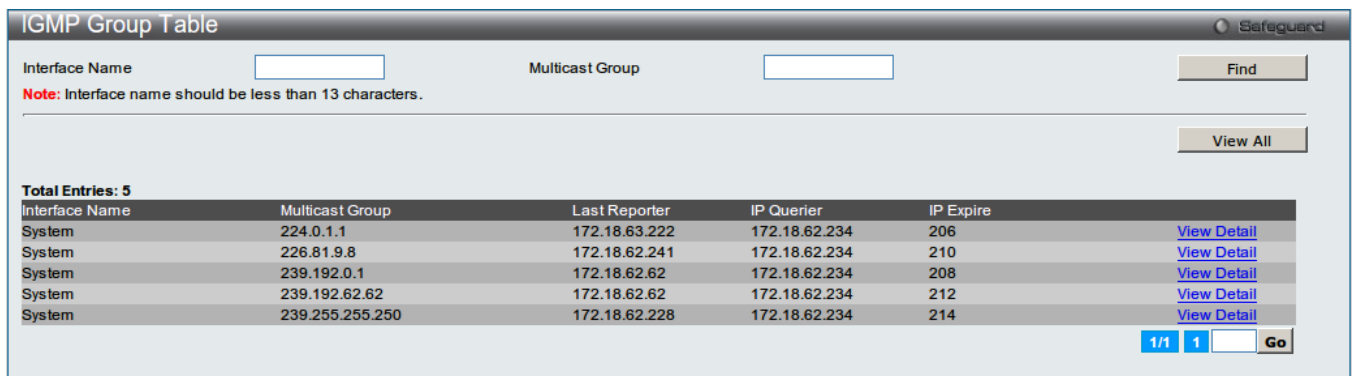 IGMP Group Table
Safeguard
Interface Name Multicast Group Find
Note: Interface name should be less than 13 characters.
View All
Total Entries: 5
Interface Name Multicast Group Last Reporter IP Querier IP Expire
System 224.0.1.1 172.18.63.222 172.18.62.234 206 View Detail
System 226.81.9.8 172.18.62.241 172.18.62.234 210 View Detail
System 239.192.0.1 172.18.62.62 172.18.62.234 208 View Detail
System 239.192.62.62 172.18.62.62 172.18.62.234 212 View Detail
System 239.255.255.250 172.18.62.228 172.18.62.234 214 View Detail
1/1 1 Go